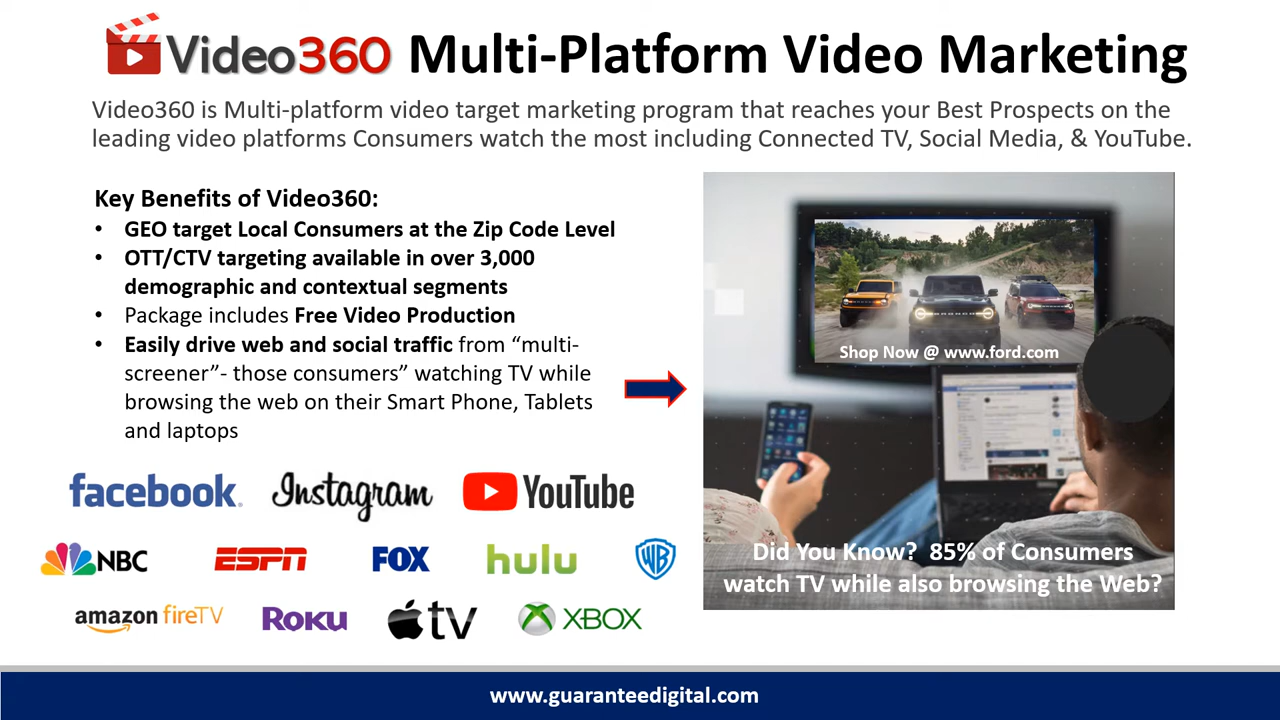 Video360 Multi-Platform Video Marketing
Video360 is Multi-platform video target marketing program that reaches your Best Prospects on the
leading video platforms Consumers watch the most including Connected TV, Social Media, & YouTube.
Key Benefits of Video360:
• GEO target Local Consumers at the Zip Code Level
• OTT/CTV targeting available in over 3,000
demographic and contextual segments
• Package includes Free Video Production
• Easily drive web and social traffic from “multi-
screener”- those consumers” watching TV while
browsing the web on their Smart Phone, Tablets
and laptops
Shop Now @ www.ford.com
Did You Know? 85% of Consumers
watch TV while also browsing the Web?
facebook.
Instagram
YouTube
NBC
ESPN
FOX
hulu
WB
amazon fireTV
ROKU
tv
XBOX
www.guaranteedigital.com